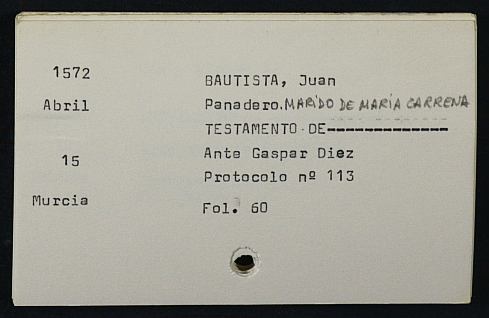 1572
Abril
15
Murcia
BAUTISTA, Juan
Panadero. MARIDO DE MARÍA CARRENA
TESTAMENTO DE-------------
Ante Gaspar Diez
Protocolo nº 113
Fol. 60